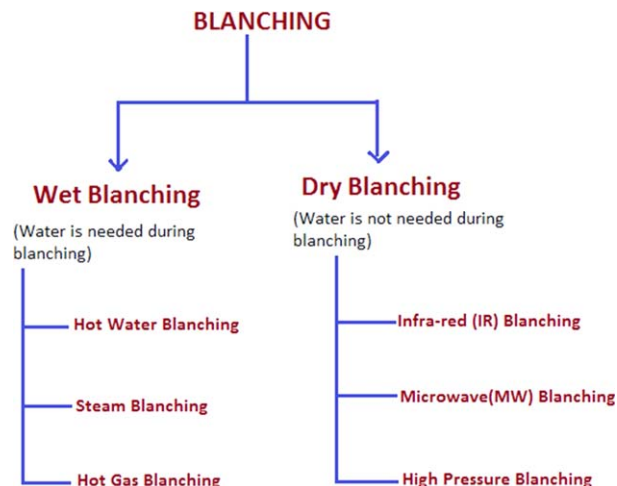 BLANCHING
Wet Blanching
(Water is needed during
blanching)
Hot Water Blanching
Steam Blanching
Hot Gas Blanching
Dry Blanching
(Water is not needed during
blanching)
Infra-red (IR) Blanching
Microwave(MW) Blanching
High Pressure Blanching